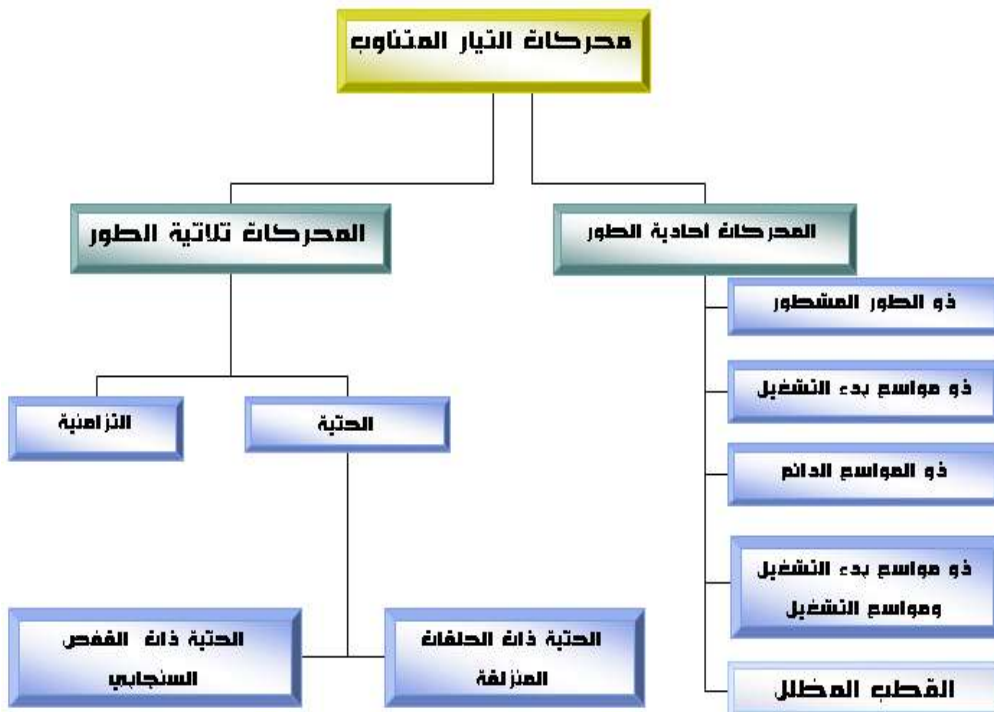 محركات التيار المتناوب
المحركات أحادية الطور
المحركات ثلاثية الطور
ذو الطور المشطور
ذو مواسع بدء التشغيل
ذو المواسع الدائم
ذو مواسع بدء التشغيل
ومواسع التشغيل
القطب المظلل
الحثية
التزامنية
الحثية ذات الحلقات
المنزلقة
الحثية ذات القفص
السنجابي